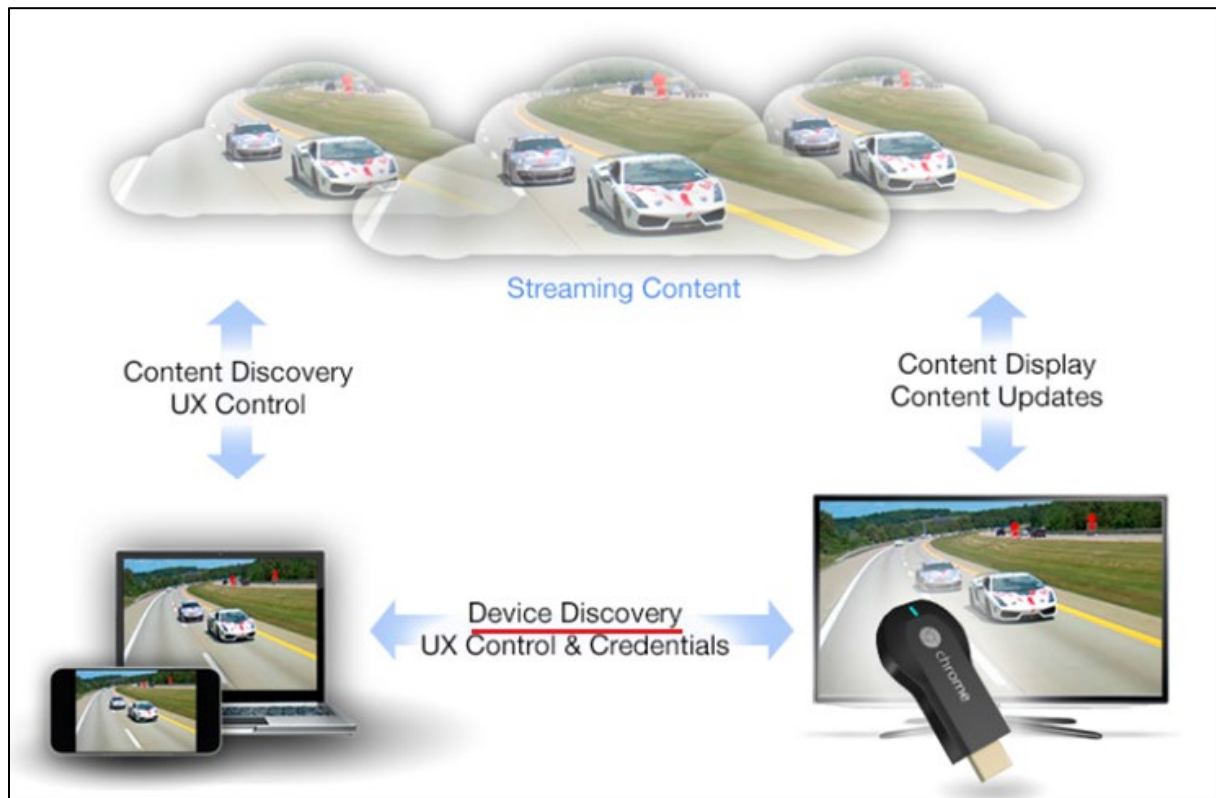 Streaming Content
Content Discovery
UX Control
Content Display
Content Updates
Device Discovery
UX Control & Credentials
chrome